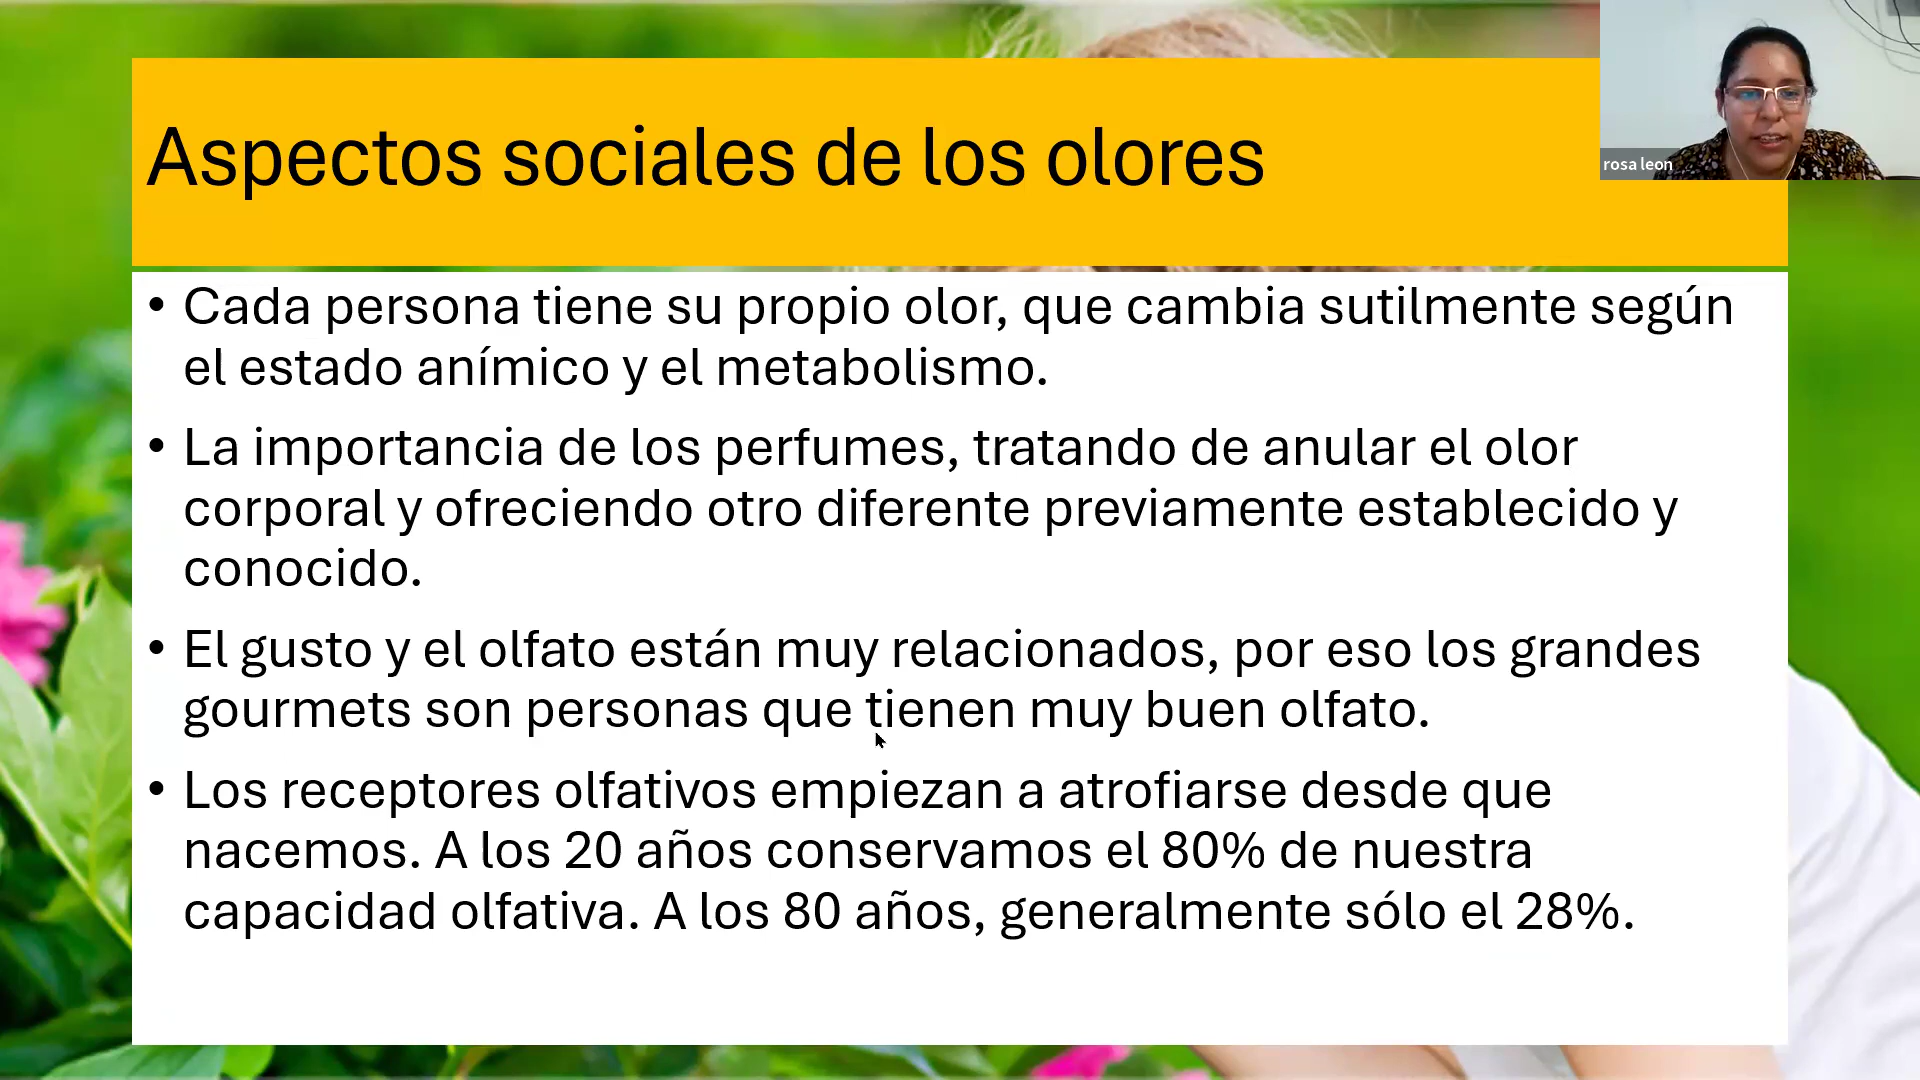 Aspectos sociales de los olores
rosa leon
• Cada persona tiene su propio olor, que cambia sutilmente según
el estado anímico y el metabolismo.
• La importancia de los perfumes, tratando de anular el olor
corporal y ofreciendo otro diferente previamente establecido y
conocido.
• El gusto y el olfato están muy relacionados, por eso los grandes
gourmets son personas que tienen muy buen olfato.
• Los receptores olfativos empiezan a atrofiarse desde que
nacemos. A los 20 años conservamos el 80% de nuestra
capacidad olfativa. A los 80 años, generalmente sólo el 28%.